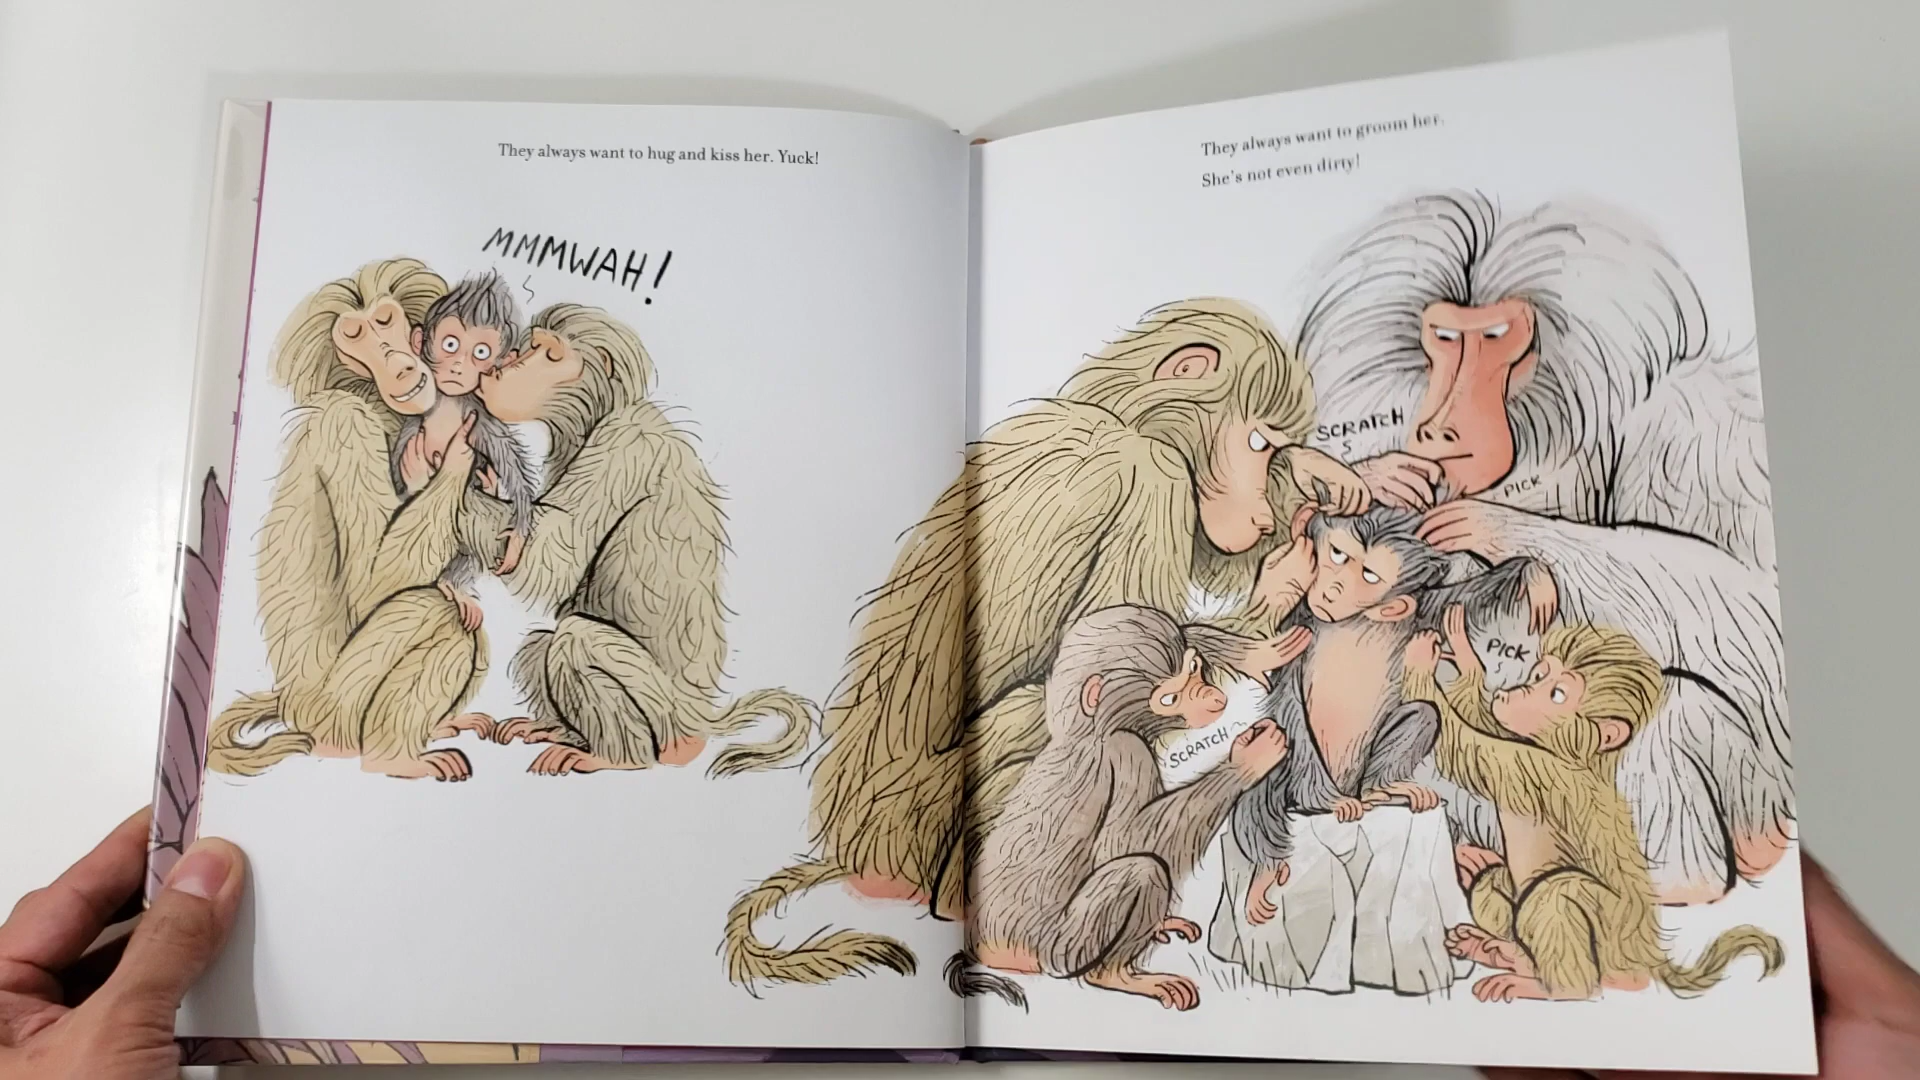 They always want to hug and kiss her. Yuck!
MMMWAH!
They always want to groom her.
She's not even dirty!
SCRATCH
PICK
PICK
SCRATCH